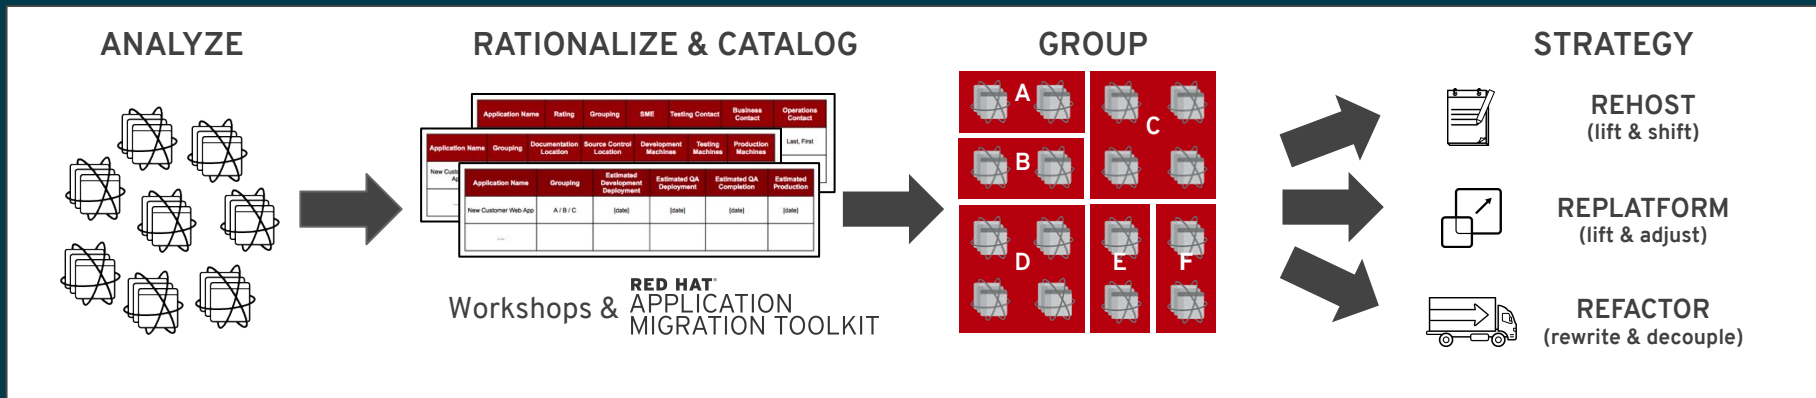 ANALYZE
RATIONALIZE & CATALOG
GROUP
STRATEGY
Application Name Rating Grouping SME Testing Contact Business Contact Operations Contact
Last, First
Application Name Grouping Documentation Location Source Control Location Development Machines Testing Machines Production Machines
New Cust
Ap
Application Name Grouping Estimated Development Deployment Estimated QA Deployment Estimated QA Completion Estimated Production
New Customer Web App A / B / C [date] [date] [date] [date]
....
Workshops & RED HAT® APPLICATION MIGRATION TOOLKIT
A
B
C
D
E
F
REHOST
(lift & shift)
REPLATFORM
(lift & adjust)
REFACTOR
(rewrite & decouple)